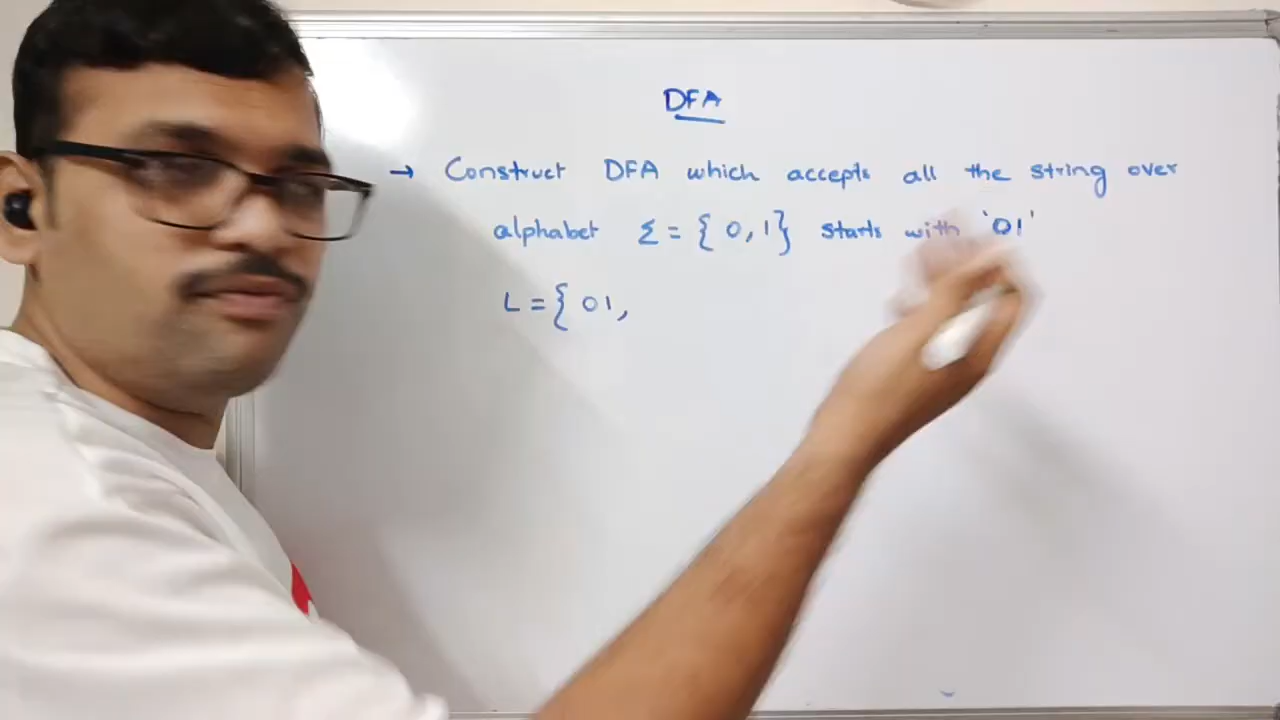 DFA
→ Construct DFA which accepts all the string over
alphabet Σ = { 0, 1 } starts with '01'
L = { 01,